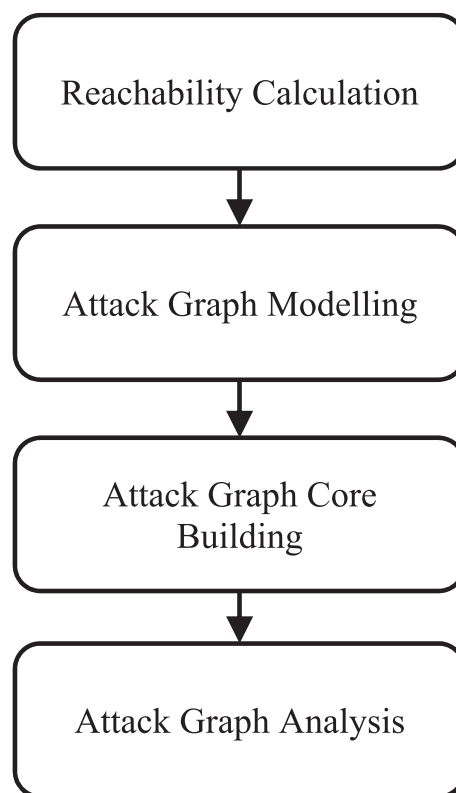 Reachability Calculation
Attack Graph Modelling
Attack Graph Core
Building
Attack Graph Analysis